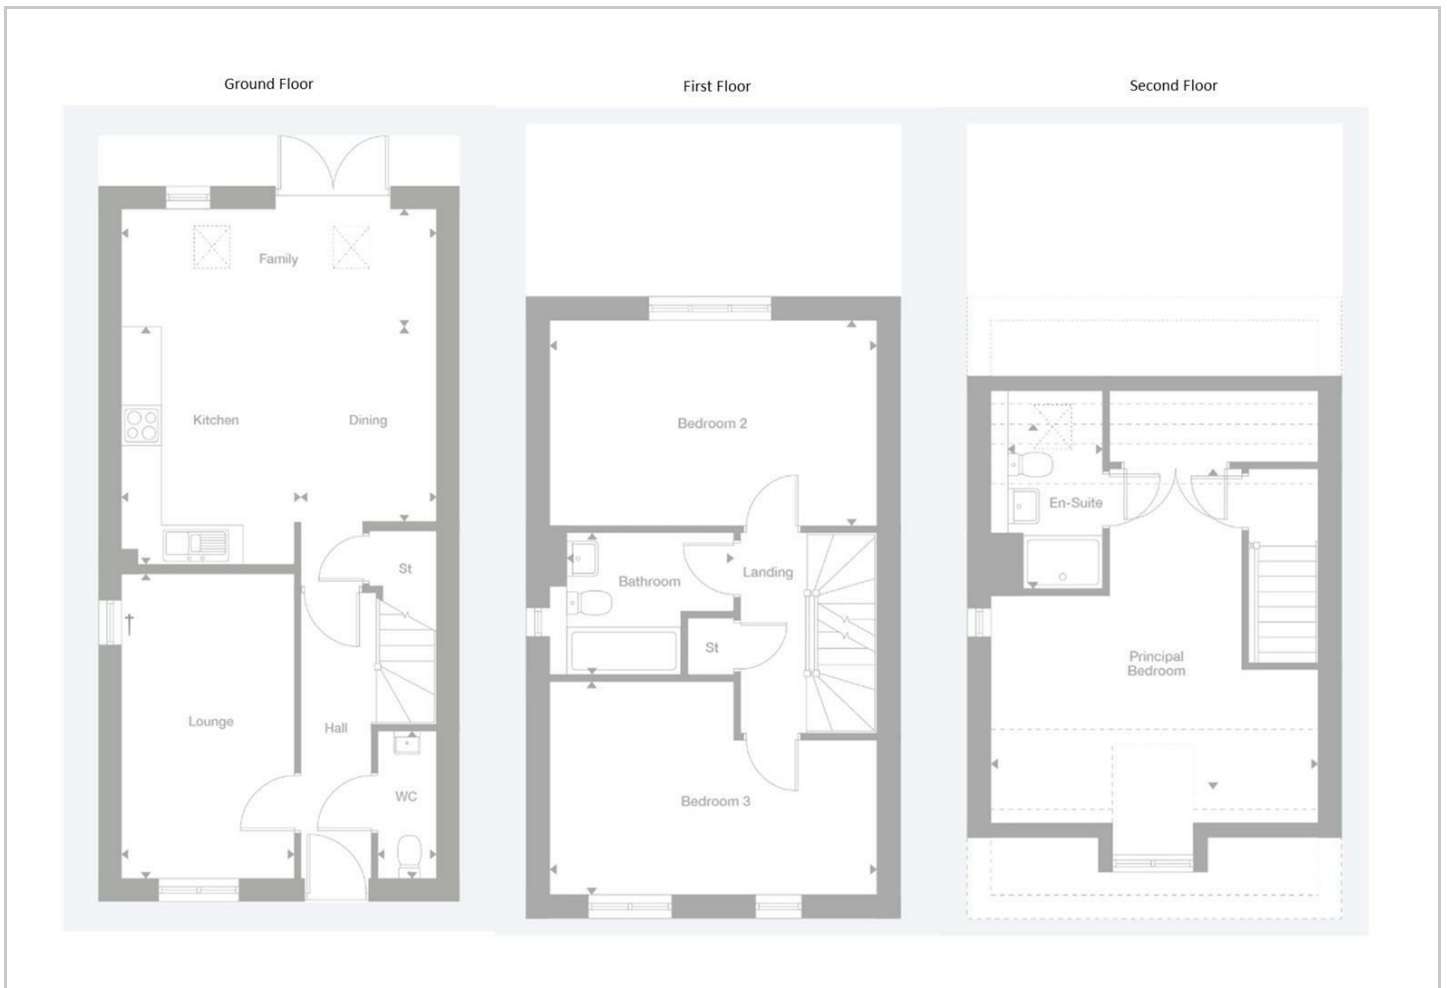 Ground Floor
Family
Kitchen
Dining
St
†
Lounge
Hall
WC
First Floor
Bedroom 2
Bathroom
Landing
St
Bedroom 3
Second Floor
En-Suite
Principal
Bedroom